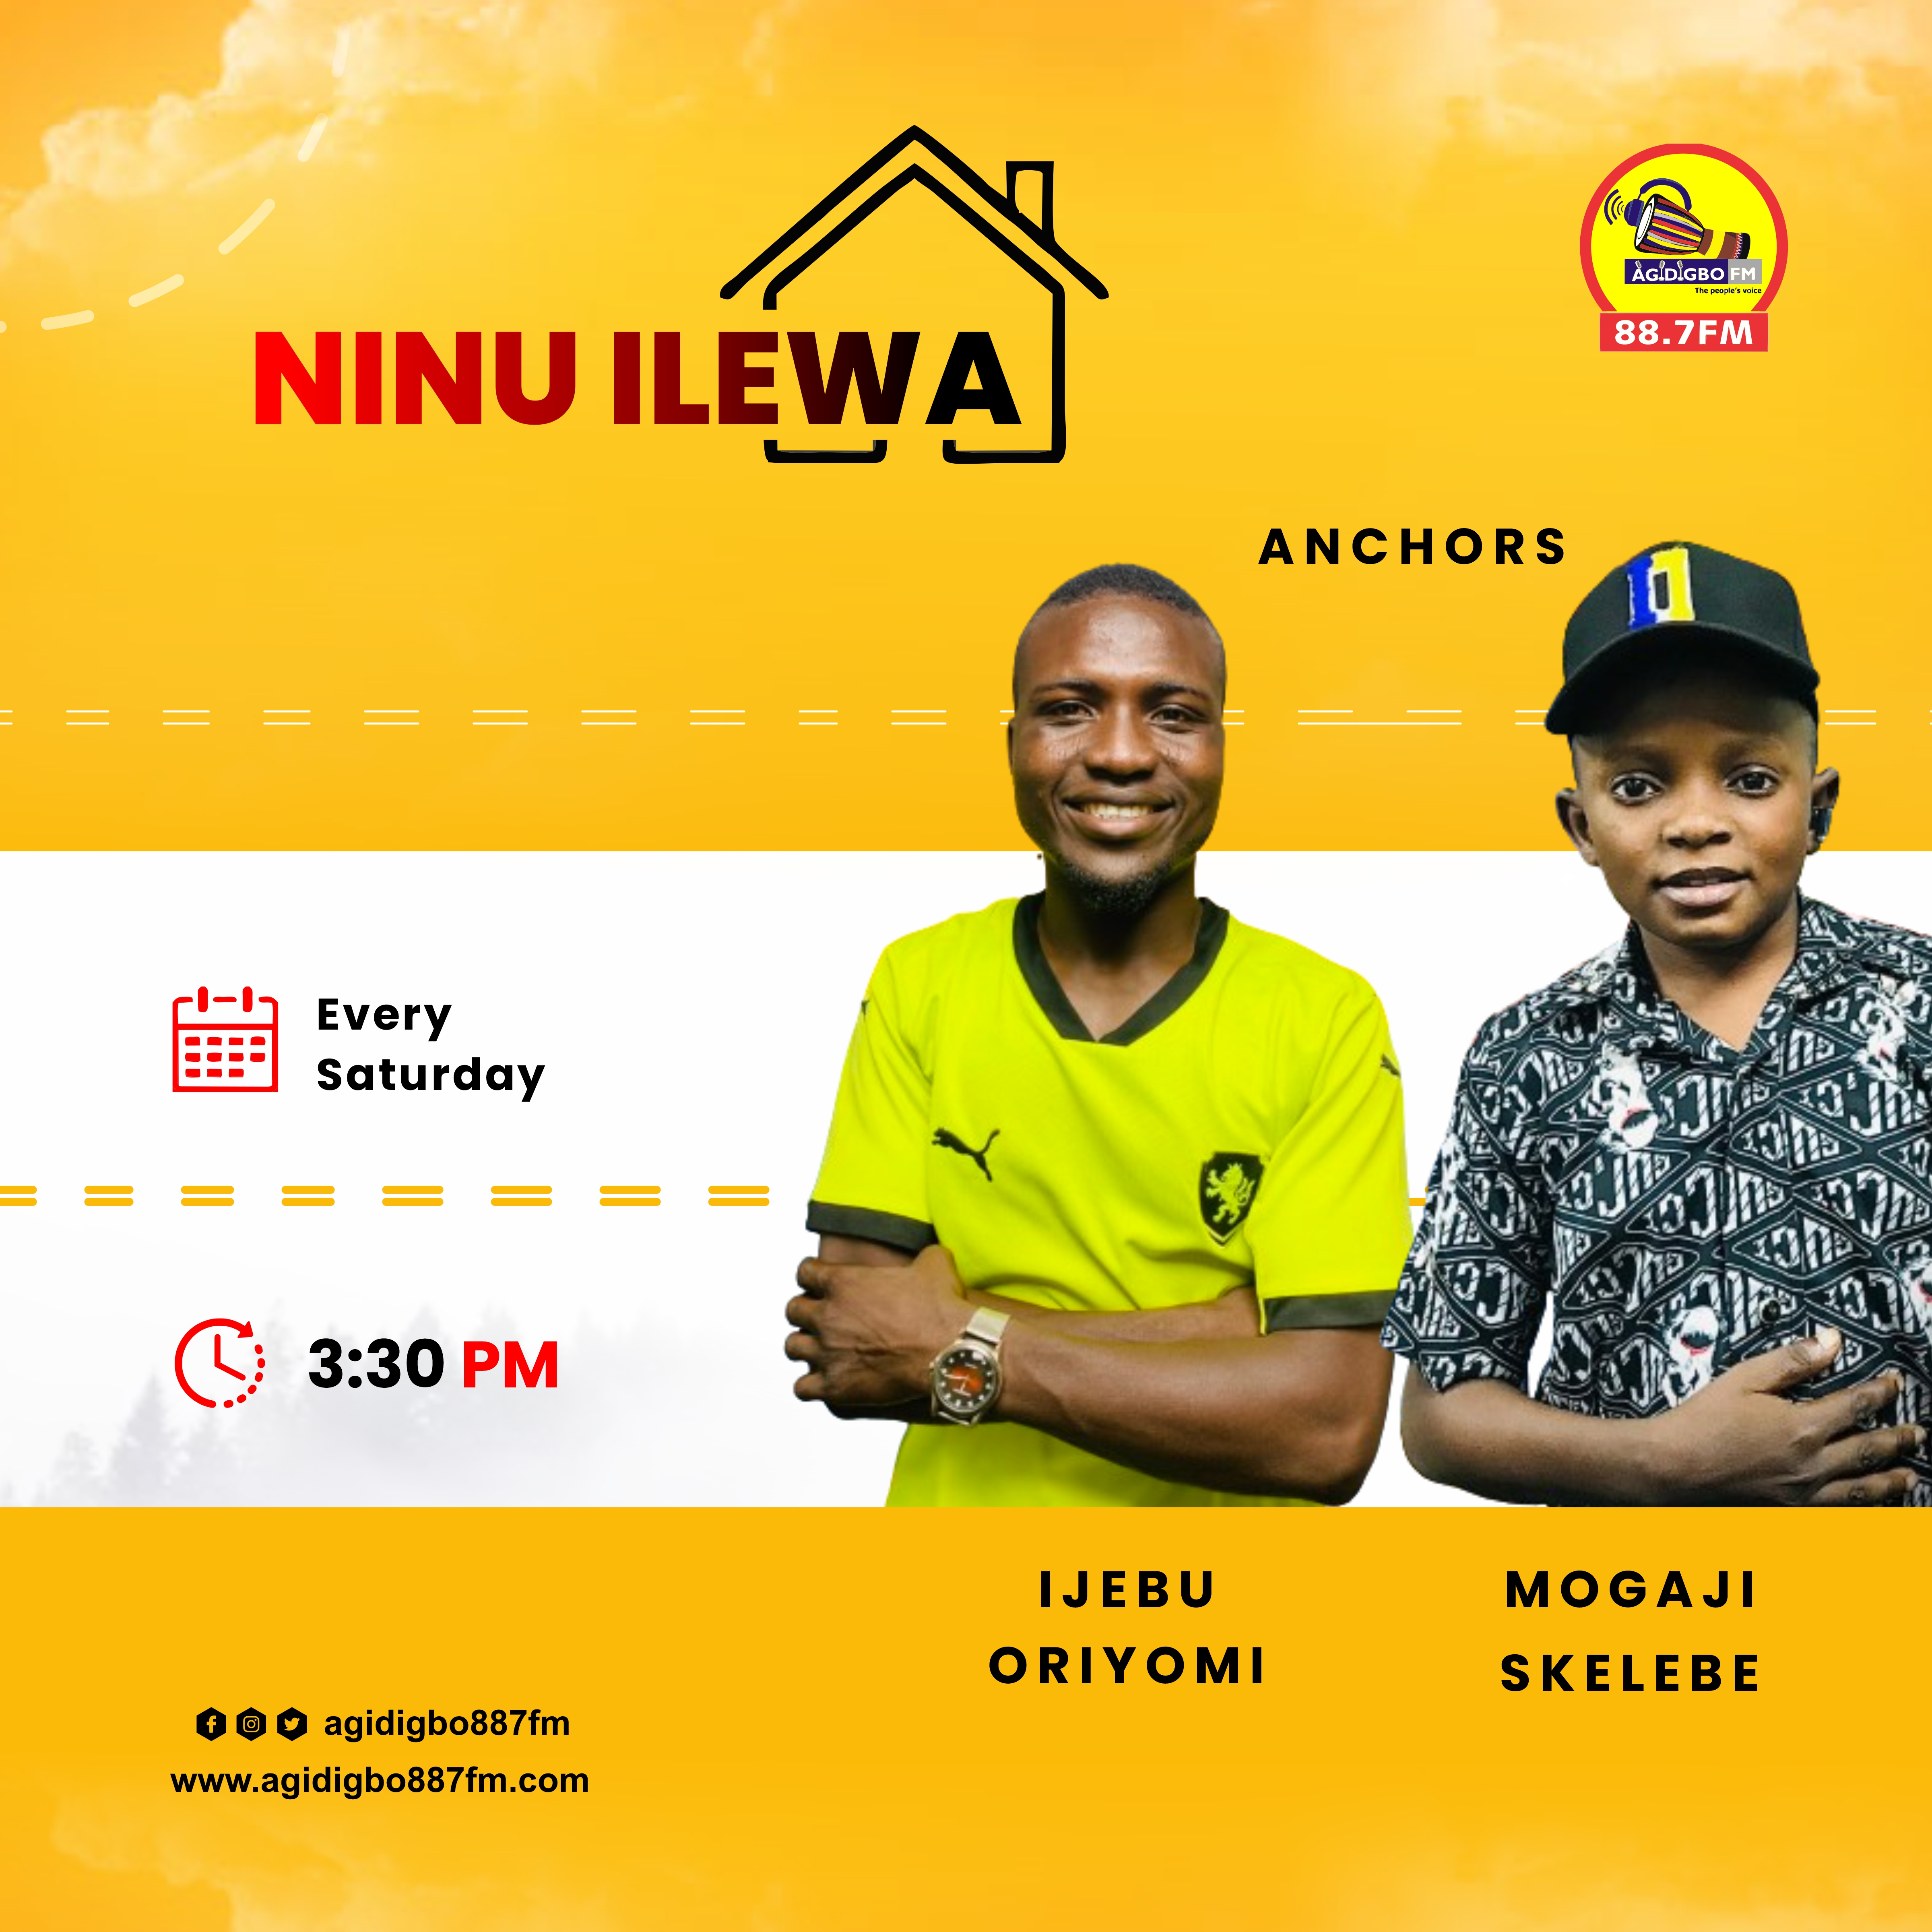 NINU ILEWA
AGIDIGBO FM
The people's voice
88.7FM
ANCHORS
Every
Saturday
3:30 PM
IJEBU
ORIYOMI
MOGAJI
SKELEBE
agidigbo887fm
www.agidigbo887fm.com